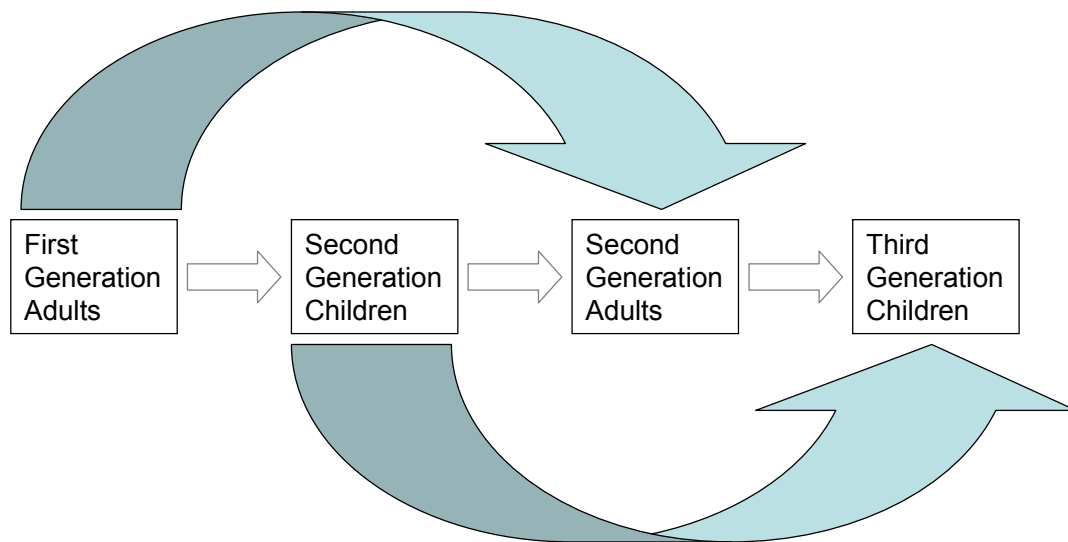 First
Generation
Adults
Second
Generation
Children
Second
Generation
Adults
Third
Generation
Children